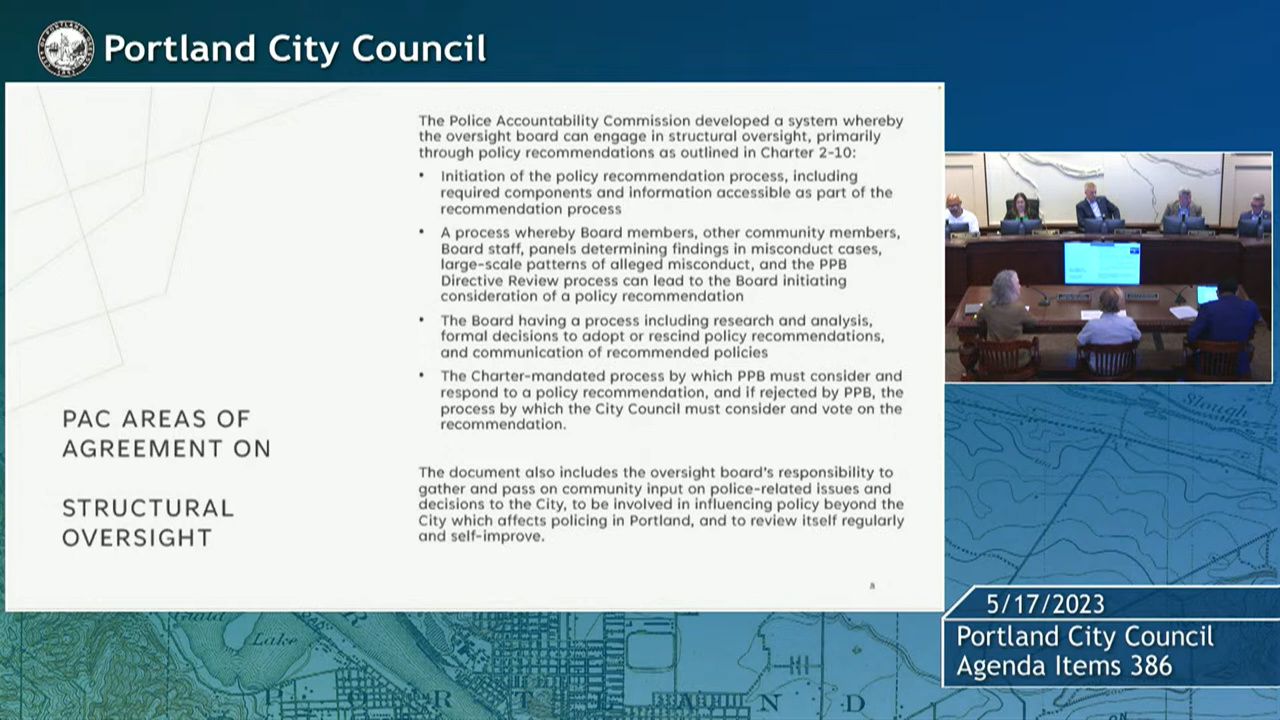 Portland City Council
The Police Accountability Commission developed a system whereby
the oversight board can engage in structural oversight, primarily
through policy recommendations as outlined in Charter 2-10:
• Initiation of the policy recommendation process, including
required components and information accessible as part of the
recommendation process
• A process whereby Board members, other community members,
Board staff, panels determining findings in misconduct cases,
large-scale patterns of alleged misconduct, and the PPB
Directive Review process can lead to the Board initiating
consideration of a policy recommendation
• The Board having a process including research and analysis,
formal decisions to adopt or rescind policy recommendations,
and communication of recommended policies
• The Charter-mandated process by which PPB must consider and
respond to a policy recommendation, and if rejected by PPB, the
process by which the City Council must consider and vote on the
recommendation.
PAC AREAS OF
AGREEMENT ON
STRUCTURAL
OVERSIGHT
The document also includes the oversight board's responsibility to
gather and pass on community input on police-related issues and
decisions to the City, to be involved in influencing policy beyond the
City which affects policing in Portland, and to review itself regularly
and self-improve.
8
Slough
5/17/2023
Portland City Council
Agenda Items 386
Guild
Lake
P O R T L A N D